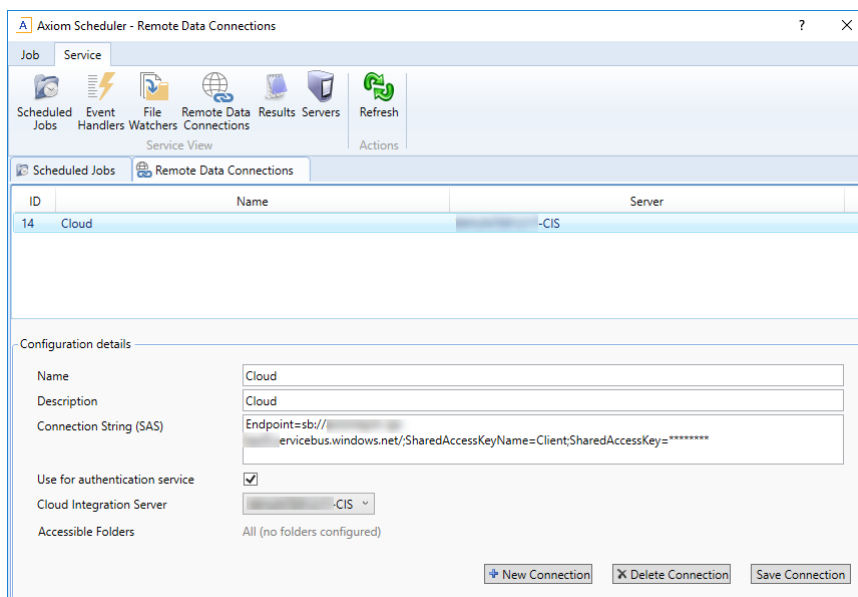 Axiom Scheduler - Remote Data Connections
Job Service
Scheduled Jobs
Event Handlers
File Watchers
Remote Data Connections
Results
Servers
Refresh
Service View
Actions
Scheduled Jobs
Remote Data Connections
ID Name Server
14 Cloud -CIS
Configuration details
Name Cloud
Description Cloud
Connection String (SAS) Endpoint=sb://
ervicebus.windows.net/;SharedAccessKeyName=Client;SharedAccessKey=********
Use for authentication service
Cloud Integration Server -CIS
Accessible Folders All (no folders configured)
New Connection Delete Connection Save Connection